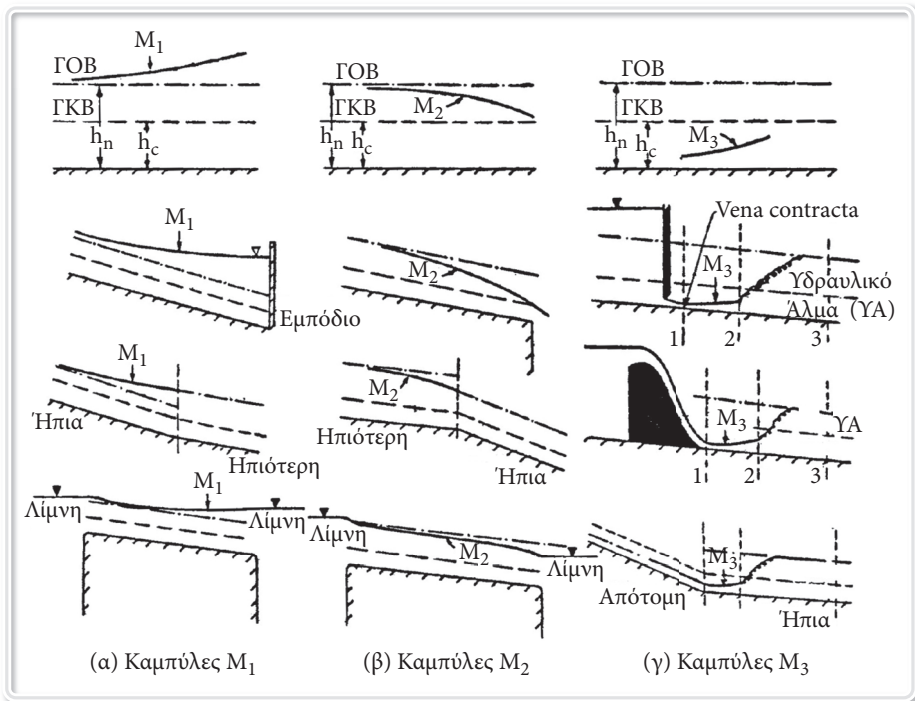 M1
ΓΟΒ
ΓΚΒ
hn
hc
M1
Εμπόδιο
M1
Ήπια
Ηπιότερη
M1
Λίμνη
Λίμνη
(α) Καμπύλες M1
ΓΟΒ
ΓΚΒ
M2
hn
hc
M2
M2
Ηπιότερη
Ήπια
Λίμνη
M2
Λίμνη
(β) Καμπύλες M2
ΓΟΒ
ΓΚΒ
hn
hc
M3
Vena contracta
M3
Υδραυλικό
Άλμα (ΥΑ)
1
2
3
M3
ΥΑ
1
2
3
M3
Απότομη
Ήπια
(γ) Καμπύλες M3